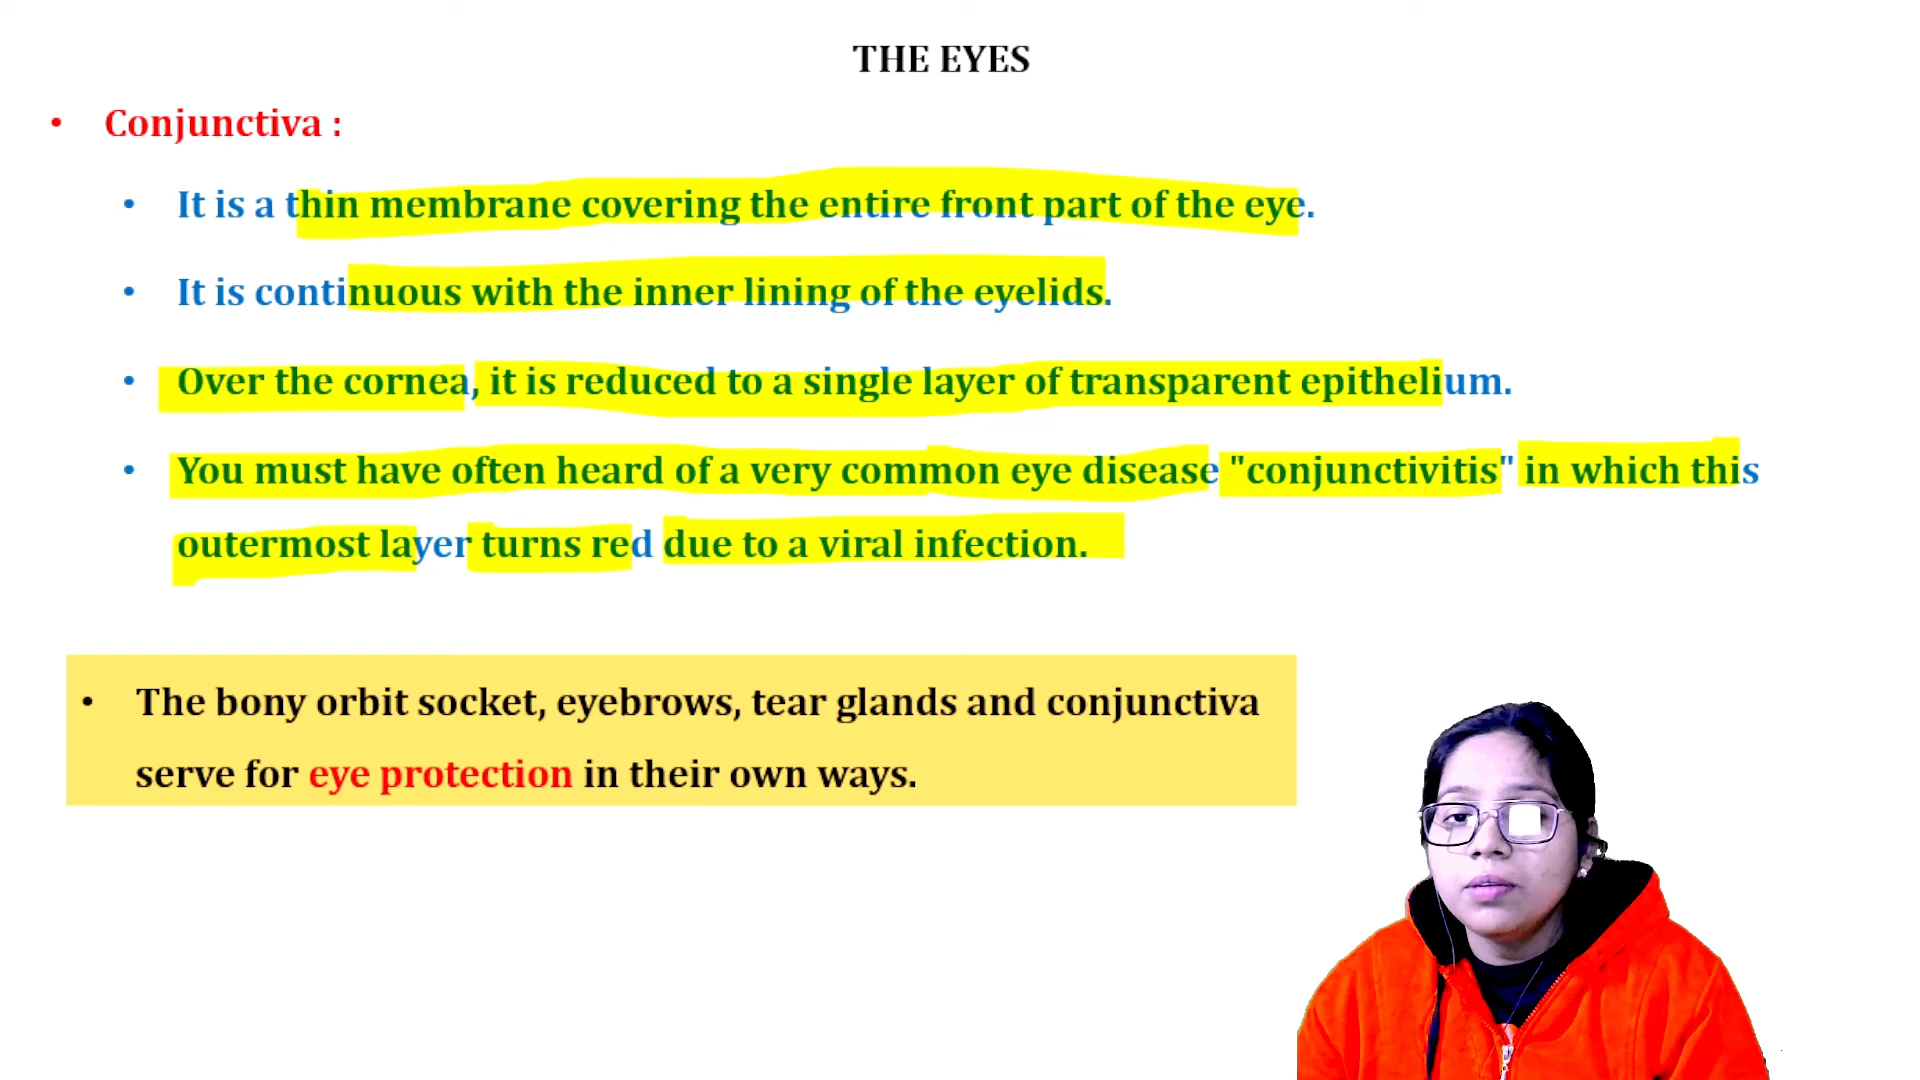 THE EYES
• Conjunctiva :
• It is a thin membrane covering the entire front part of the eye.
• It is continuous with the inner lining of the eyelids.
• Over the cornea, it is reduced to a single layer of transparent epithelium.
• You must have often heard of a very common eye disease "conjunctivitis" in which this
outermost layer turns red due to a viral infection.
• The bony orbit socket, eyebrows, tear glands and conjunctiva
serve for eye protection in their own ways.